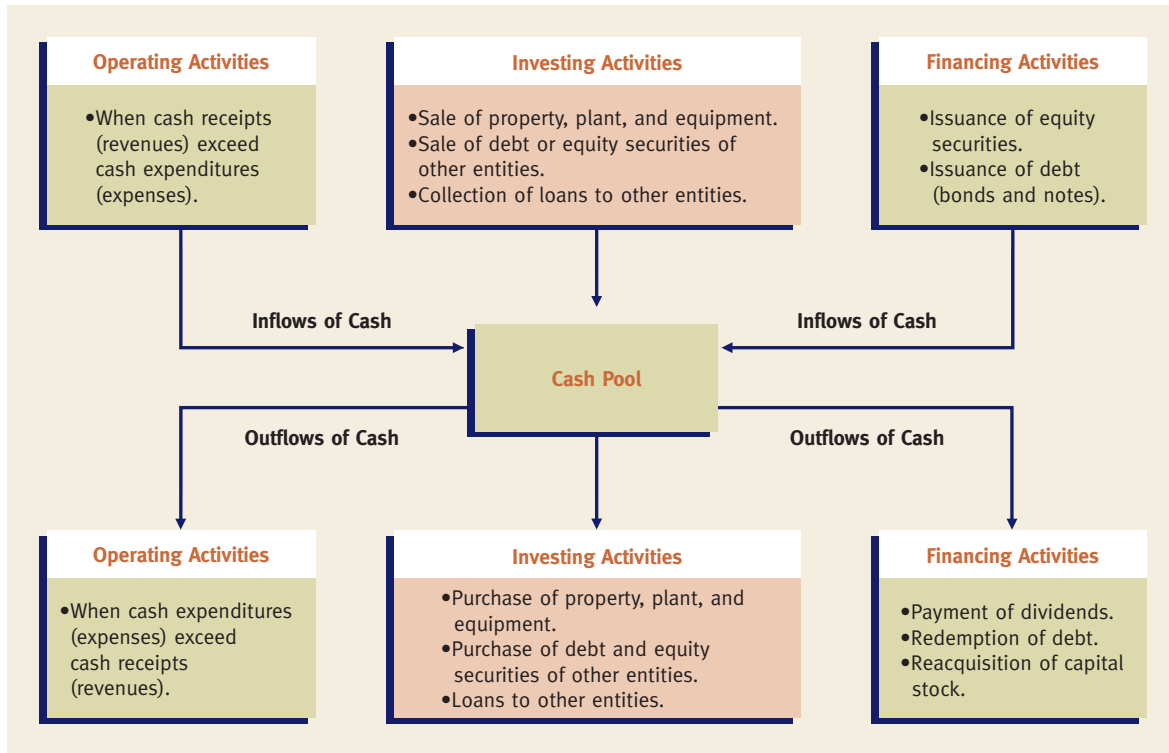 Operating Activities
•When cash receipts
(revenues) exceed
cash expenditures
(expenses).
Investing Activities
•Sale of property, plant, and equipment.
•Sale of debt or equity securities of
other entities.
•Collection of loans to other entities.
Financing Activities
•Issuance of equity
securities.
•Issuance of debt
(bonds and notes).
Inflows of Cash
Inflows of Cash
Cash Pool
Outflows of Cash
Outflows of Cash
Operating Activities
•When cash expenditures
(expenses) exceed
cash receipts
(revenues).
Investing Activities
•Purchase of property, plant, and
equipment.
•Purchase of debt and equity
securities of other entities.
•Loans to other entities.
Financing Activities
•Payment of dividends.
•Redemption of debt.
•Reacquisition of capital
stock.